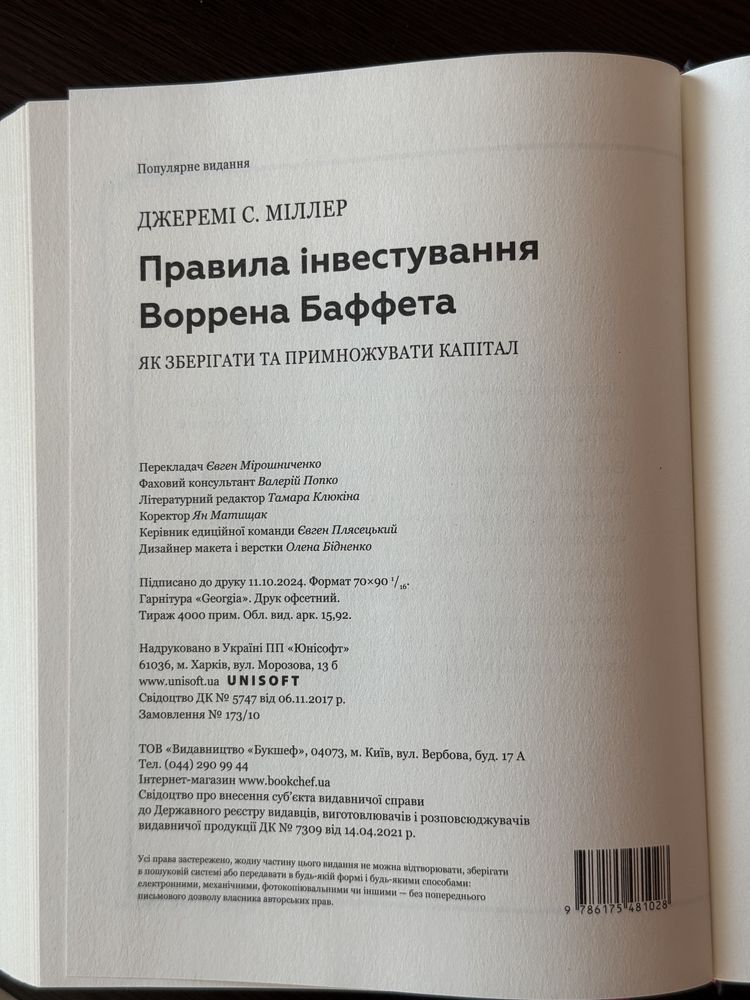 Популярне видання
ДЖЕРЕМІ С. МІЛЛЕР
Правила інвестування
Воррена Баффета
ЯК ЗБЕРІГАТИ ТА ПРИМНОЖУВАТИ КАПІТАЛ
Перекладач Євген Мірошниченко
Фаховий консультант Валерій Попко
Літературний редактор Тамара Клюкіна
Коректор Ян Матищак
Керівник едиційної команди Євген Плясецький
Дизайнер макета і верстки Олена Бідненко
Підписано до друку 11.10.2024. Формат 70×90 1/16.
Гарнітура «Georgia». Друк офсетний.
Тираж 4000 прим. Обл. вид. арк. 15,92.
Надруковано в Україні ПП «Юнісофт»
61036, м. Харків, вул. Морозова, 13 б
www.unisoft.ua UNISOFT
Свідоцтво ДК № 5747 від 06.11.2017 р.
Замовлення № 173/10
ТОВ «Видавництво «Букшеф», 04073, м. Київ, вул. Вербова, буд. 17 А
Тел. (044) 290 99 44
Інтернет-магазин www.bookchef.ua
Свідоцтво про внесення суб’єкта видавничої справи
до Державного реєстру видавців, виготовлювачів і розповсюджувачів
видавничої продукції ДК № 7309 від 14.04.2021 р.
Усі права застережено, жодну частину цього видання не можна відтворювати, зберігати
в пошуковій системі або передавати в будь-якій формі і будь-якими способами:
електронними, механічними, фотокопіювальними чи іншими — без попереднього
письмового дозволу власника авторських прав.
9 786175 481028